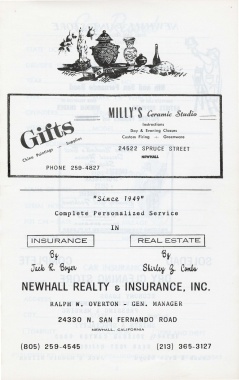 MILLY'S Ceramic Studio
Instructions
Day & Evening Classes
Custom Firing - Greenware
Gifts
China Paintings - Supplies
24522 SPRUCE STREET
NEWHALL
PHONE 259-4827
"Since 1949"
Complete Personalized Service
IN
INSURANCE REAL ESTATE
By By
Jack R. Boyer Shirley Z. Combs
NEWHALL REALTY & INSURANCE, INC.
RALPH W. OVERTON - GEN. MANAGER
24330 N. SAN FERNANDO ROAD
NEWHALL, CALIFORNIA
(805) 259-4545 (213) 365-3127